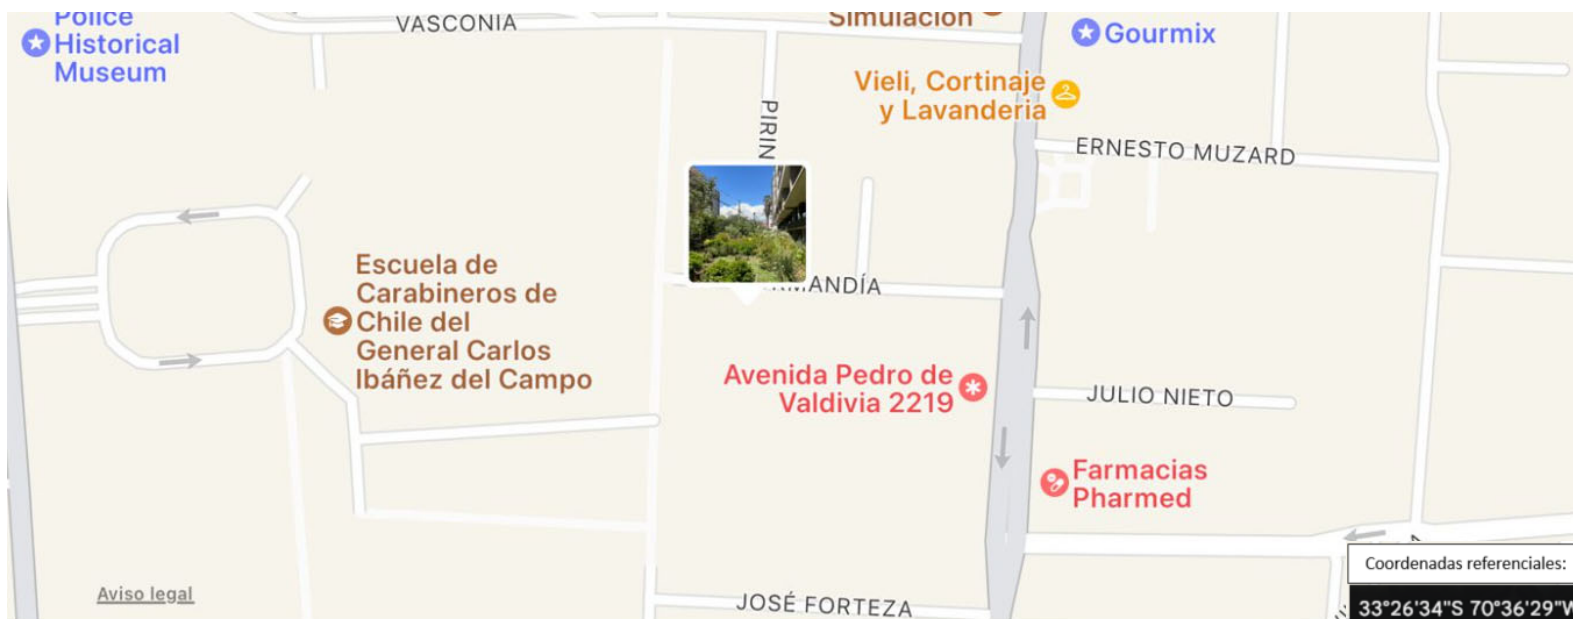 Police
Historical
Museum
VASCONIA
Simulación
Gourmix
Vieli, Cortinaje
y Lavanderia
PIRIN
ERNESTO MUZARD
Escuela de
Carabineros de
Chile del
General Carlos
Ibáñez del Campo
RMANDÍA
Avenida Pedro de
Valdivia 2219
JULIO NIETO
Farmacias
Pharmed
Coordenadas referenciales:
Aviso legal
JOSÉ FORTEZA
33°26'34"S 70°36'29"W